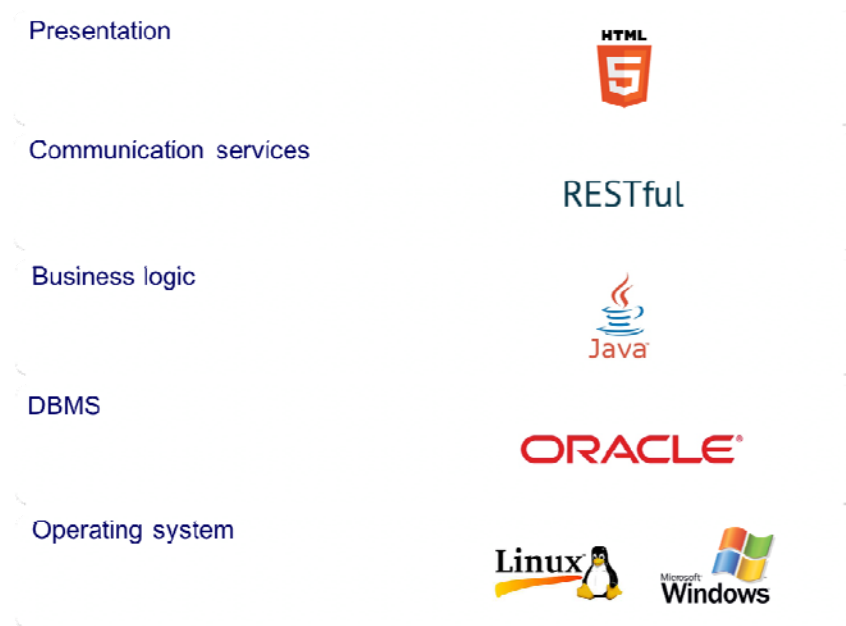 Presentation
HTML
5
Communication services
RESTful
Business logic
Java
DBMS
ORACLE®
Operating system
Linux
Microsoft
Windows